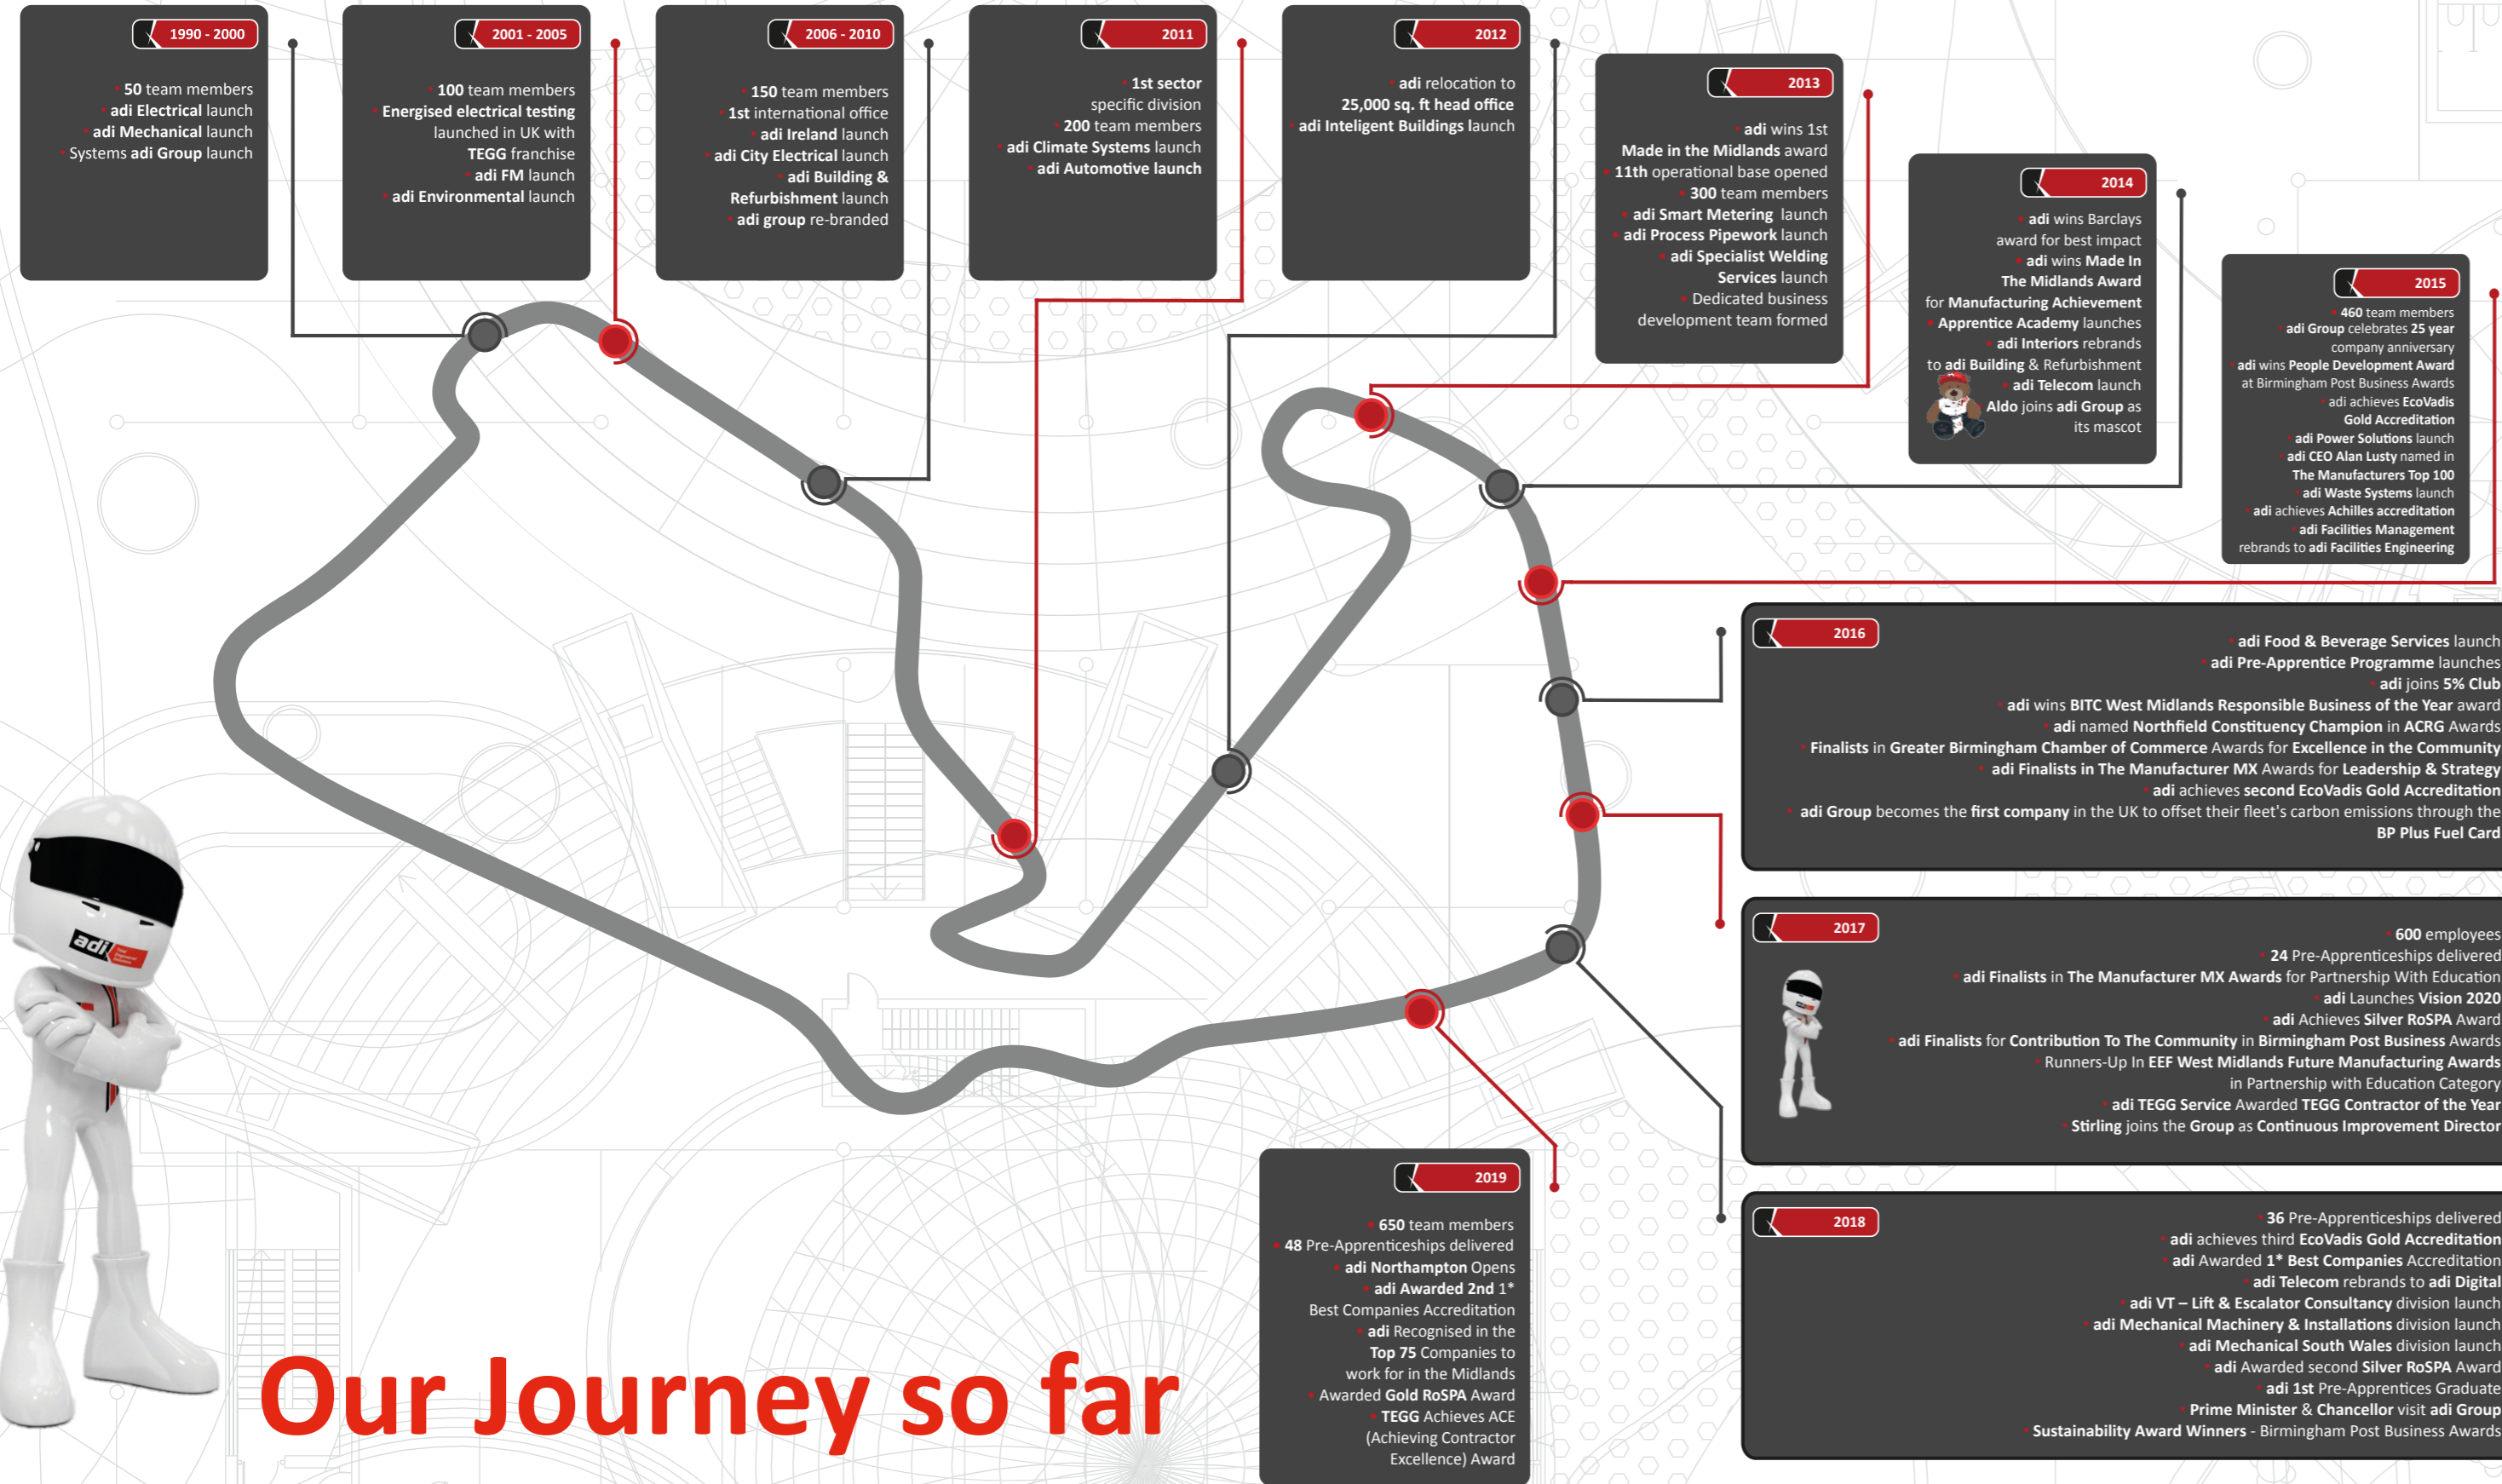 1990 - 2000
• 50 team members
• adi Electrical launch
• adi Mechanical launch
• Systems adi Group launch
2001 - 2005
• 100 team members
• Energised electrical testing
launched in UK with
TEGG franchise
• adi FM launch
• adi Environmental launch
2006 - 2010
• 150 team members
• 1st international office
• adi Ireland launch
• adi City Electrical launch
• adi Building &
Refurbishment launch
• adi group re-branded
2011
• 1st sector
specific division
• 200 team members
• adi Climate Systems launch
• adi Automotive launch
2012
• adi relocation to
25,000 sq. ft head office
• adi Inteligent Buildings launch
2013
• adi wins 1st
Made in the Midlands award
• 11th operational base opened
• 300 team members
• adi Smart Metering launch
• adi Process Pipework launch
• adi Specialist Welding
Services launch
• Dedicated business
development team formed
2014
• adi wins Barclays
award for best impact
• adi wins Made In
The Midlands Award
for Manufacturing Achievement
• Apprentice Academy launches
• adi Interiors rebrands
to adi Building & Refurbishment
• adi Telecom launch
Aldo joins adi Group as
its mascot
2015
• 460 team members
• adi Group celebrates 25 year
company anniversary
• adi wins People Development Award
at Birmingham Post Business Awards
• adi achieves EcoVadis
Gold Accreditation
• adi Power Solutions launch
• adi CEO Alan Lusty named in
The Manufacturers Top 100
• adi Waste Systems launch
• adi achieves Achilles accreditation
• adi Facilities Management
rebrands to adi Facilities Engineering
2016
• adi Food & Beverage Services launch
• adi Pre-Apprentice Programme launches
• adi joins 5% Club
• adi wins BITC West Midlands Responsible Business of the Year award
• adi named Northfield Constituency Champion in ACRG Awards
• Finalists in Greater Birmingham Chamber of Commerce Awards for Excellence in the Community
• adi Finalists in The Manufacturer MX Awards for Leadership & Strategy
• adi achieves second EcoVadis Gold Accreditation
• adi Group becomes the first company in the UK to offset their fleet's carbon emissions through the
BP Plus Fuel Card
2017
• 600 employees
• 24 Pre-Apprenticeships delivered
• adi Finalists in The Manufacturer MX Awards for Partnership With Education
• adi Launches Vision 2020
• adi Achieves Silver RoSPA Award
• adi Finalists for Contribution To The Community in Birmingham Post Business Awards
• Runners-Up In EEF West Midlands Future Manufacturing Awards
in Partnership with Education Category
• adi TEGG Service Awarded TEGG Contractor of the Year
• Stirling joins the Group as Continuous Improvement Director
2018
• 36 Pre-Apprenticeships delivered
• adi achieves third EcoVadis Gold Accreditation
• adi Awarded 1* Best Companies Accreditation
• adi Telecom rebrands to adi Digital
• adi VT – Lift & Escalator Consultancy division launch
• adi Mechanical Machinery & Installations division launch
• adi Mechanical South Wales division launch
• adi Awarded second Silver RoSPA Award
• adi 1st Pre-Apprentices Graduate
• Prime Minister & Chancellor visit adi Group
• Sustainability Award Winners - Birmingham Post Business Awards
2019
• 650 team members
• 48 Pre-Apprenticeships delivered
• adi Northampton Opens
• adi Awarded 2nd 1*
Best Companies Accreditation
• adi Recognised in the
Top 75 Companies to
work for in the Midlands
• Awarded Gold RoSPA Award
• TEGG Achieves ACE
(Achieving Contractor
Excellence) Award
adi
Our Journey so far